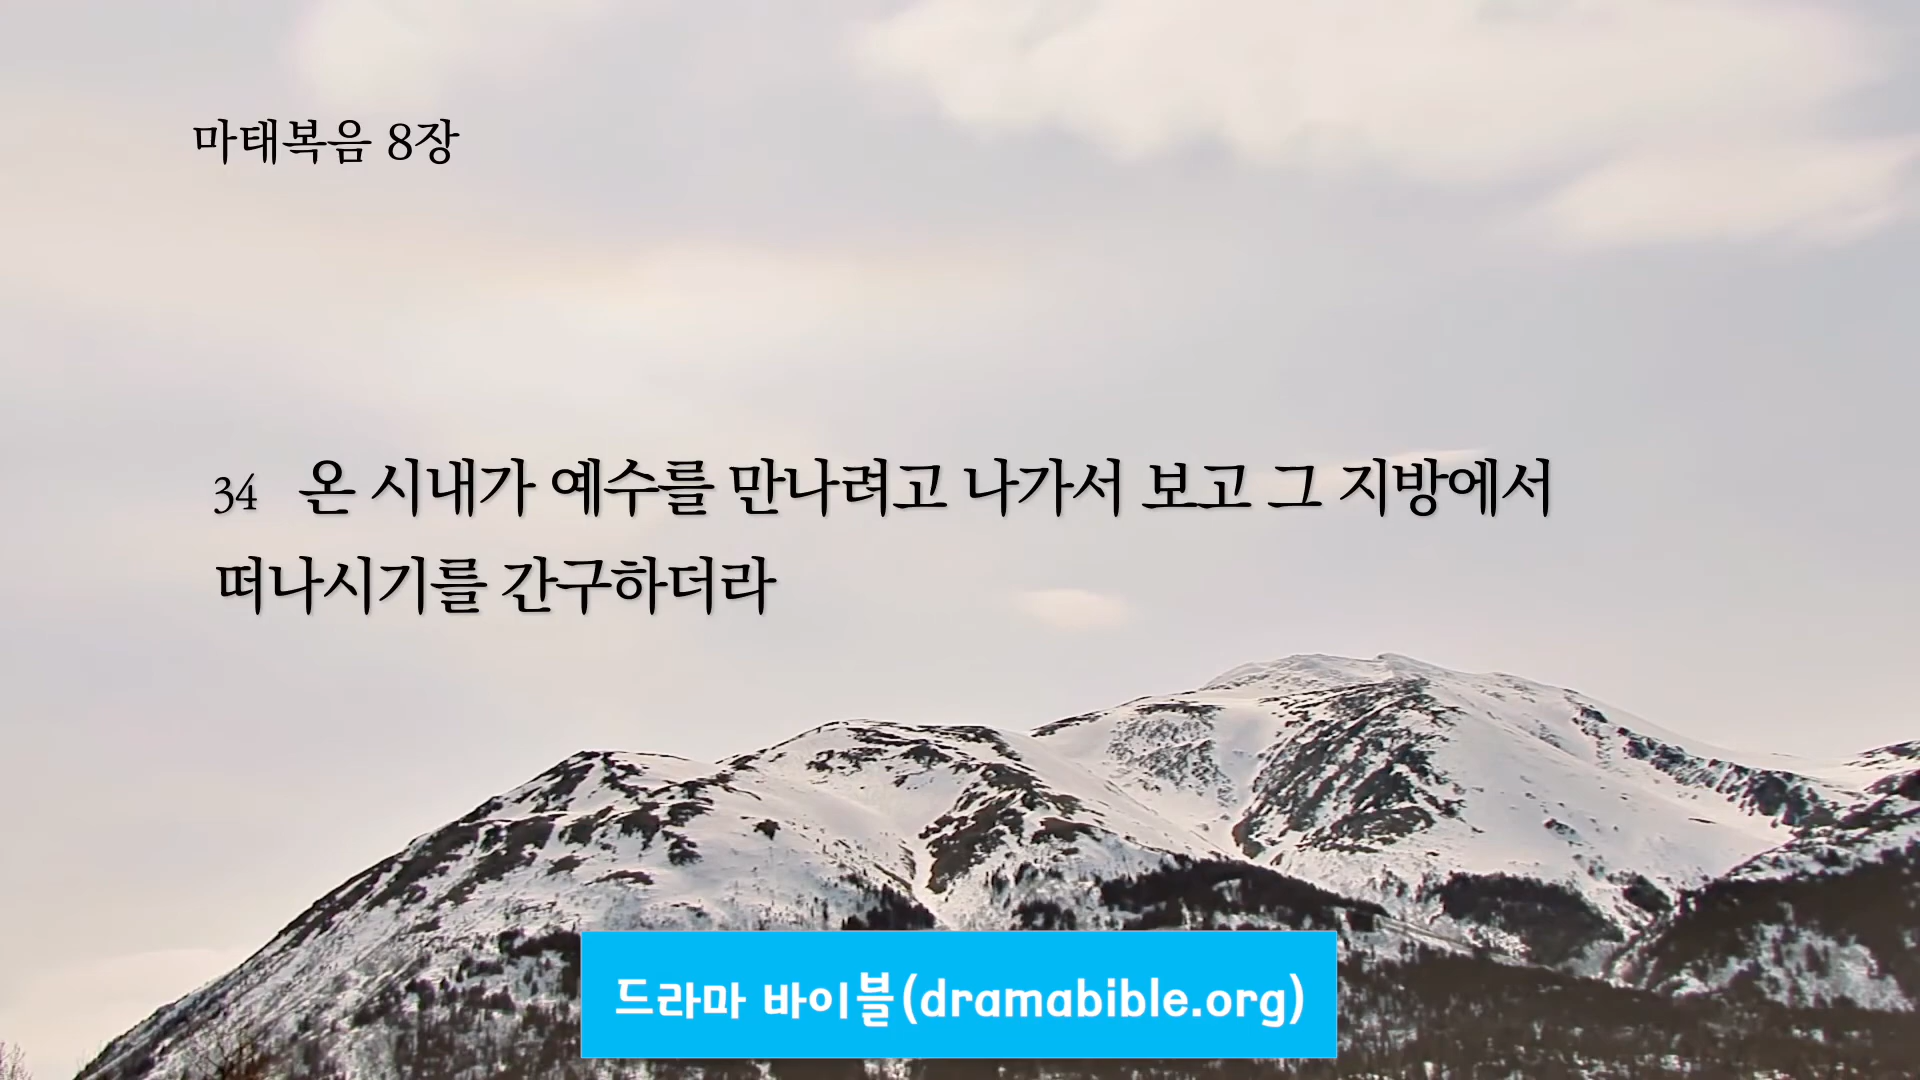 마태복음 8장
34 온 시내가 예수를 만나려고 나가서 보고 그 지방에서
떠나시기를 간구하더라
드라마 바이블(dramabible.org)